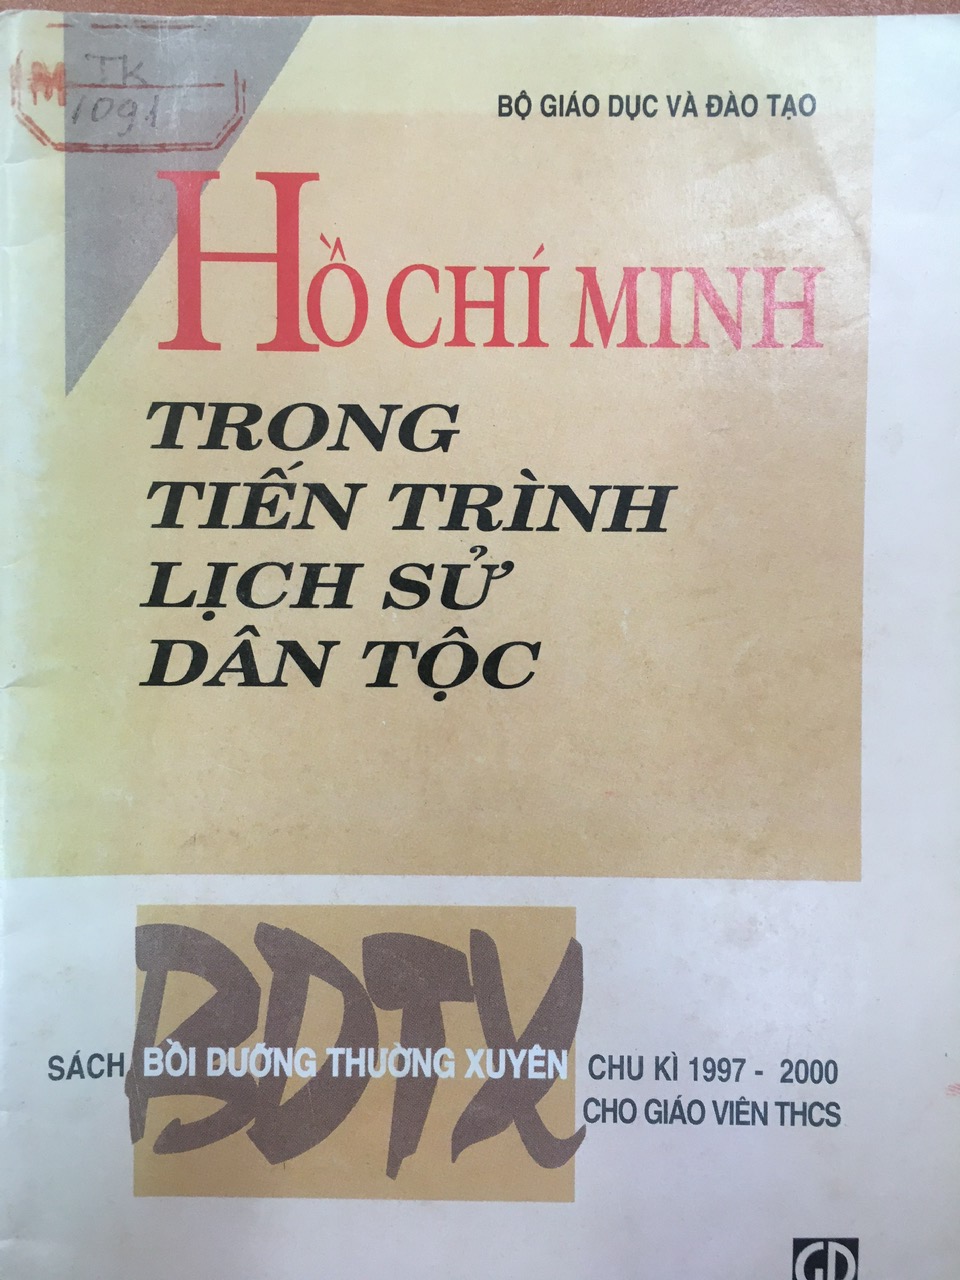 TK
1091
BỘ GIÁO DỤC VÀ ĐÀO TẠO
HỒ CHÍ MINH
TRONG
TIẾN TRÌNH
LỊCH SỬ
DÂN TỘC
BDTX
SÁCH BỒI DƯỠNG THƯỜNG XUYÊN CHU KÌ 1997 - 2000
CHO GIÁO VIÊN THCS
GD